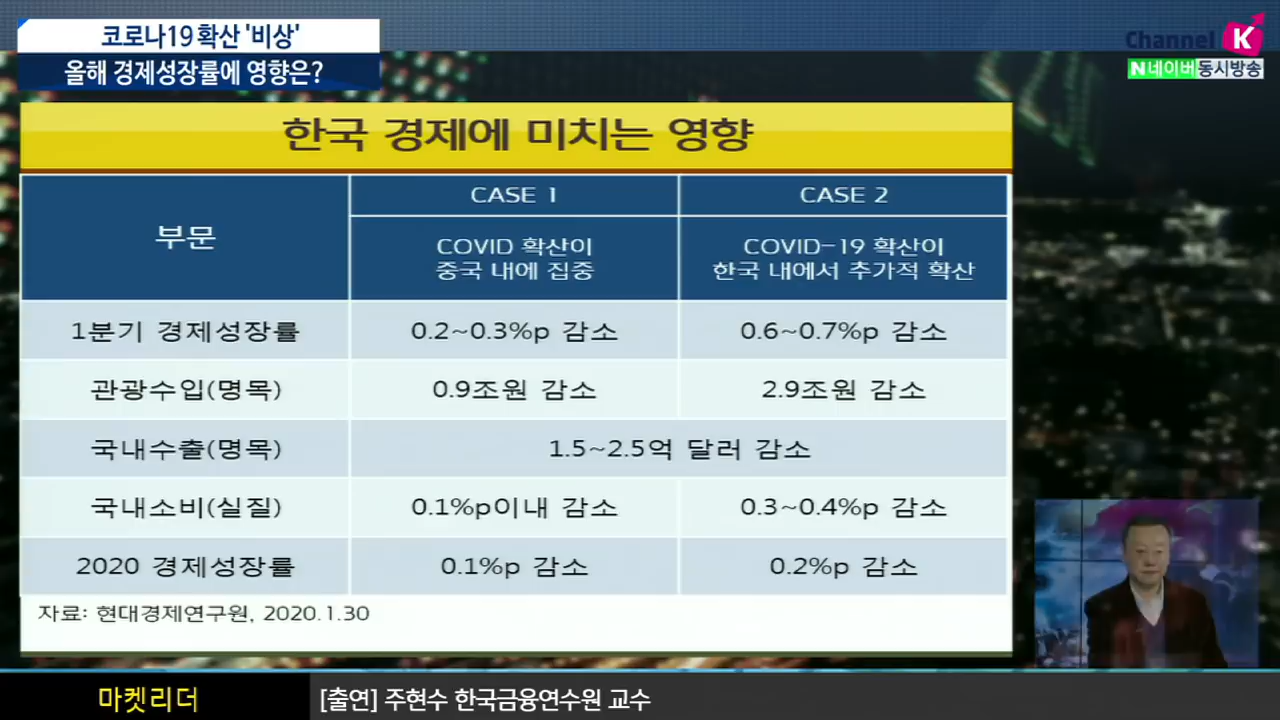 코로나19 확산 '비상'
올해 경제성장률에 영향은?
Channel K
N 네이버 동시방송
한국 경제에 미치는 영향
부문
CASE 1
CASE 2
COVID 확산이
중국 내에 집중
COVID-19 확산이
한국 내에서 추가적 확산
1분기 경제성장률 0.2~0.3%p 감소 0.6~0.7%p 감소
관광수입(명목) 0.9조원 감소 2.9조원 감소
국내수출(명목) 1.5~2.5억 달러 감소
국내소비(실질) 0.1%p이내 감소 0.3~0.4%p 감소
2020 경제성장률 0.1%p 감소 0.2%p 감소
자료: 현대경제연구원, 2020.1.30
마켓리더
[출연] 주현수 한국금융연수원 교수